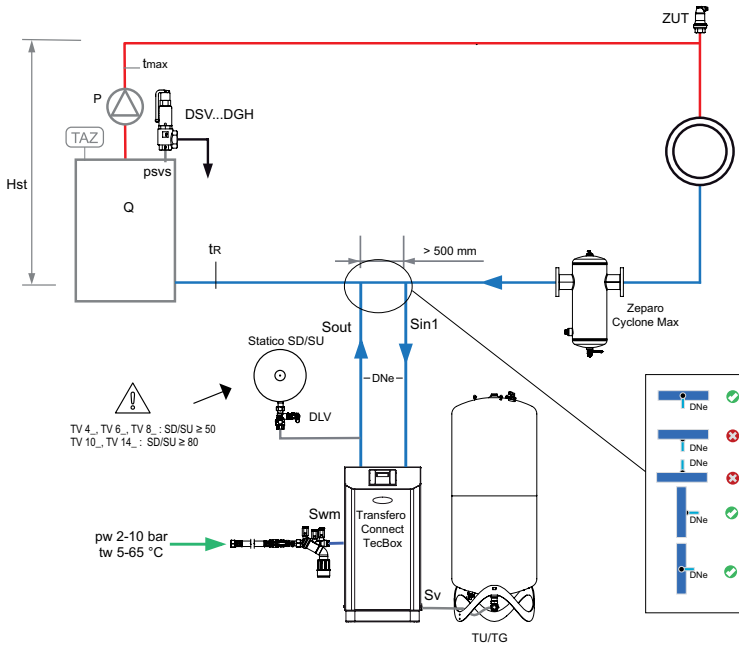 ZUT
tmax
P
DSV...DGH
TAZ
psvs
Hst
Q
tR
> 500 mm
Zeparo
Cyclone Max
Sout
Sin1
Statico SD/SU
DNe
DLV
TV 4_, TV 6_, TV 8_ : SD/SU ≥ 50
TV 10_, TV 14_ : SD/SU ≥ 80
Swm
Transfero
Connect
TecBox
pw 2-10 bar
tw 5-65 °C
Sv
TU/TG
DNe
DNe
DNe
DNe
DNe